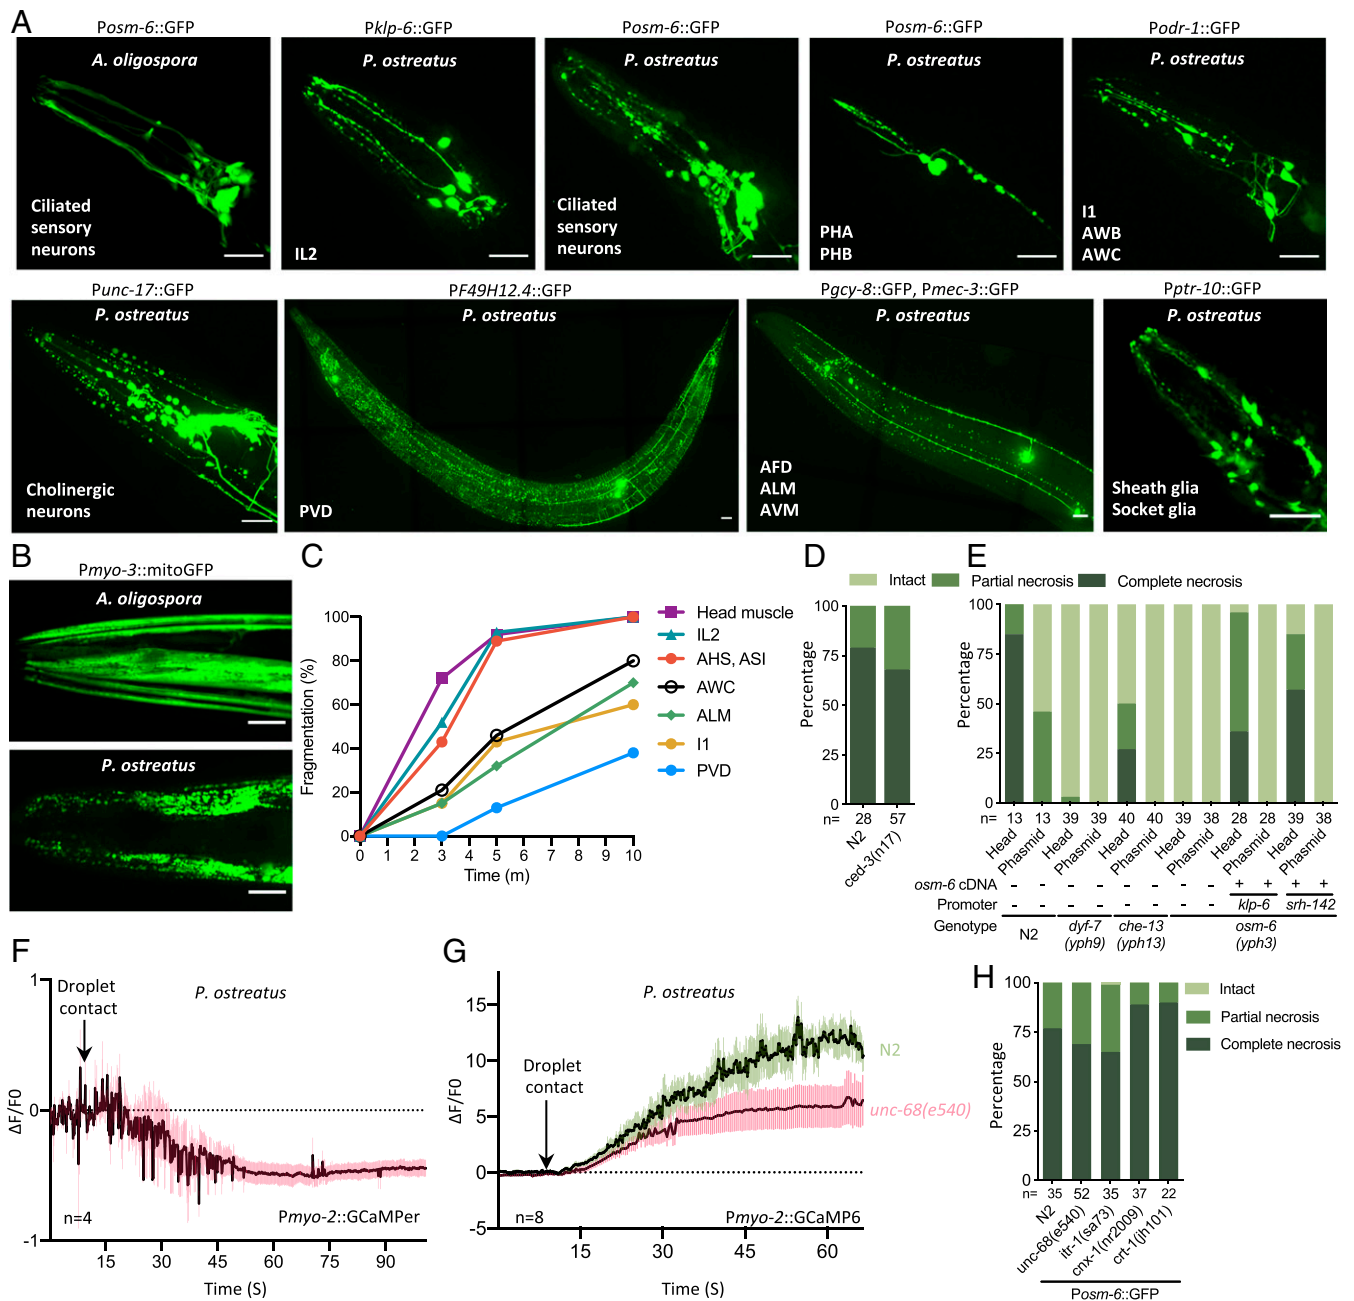 A
Posm-6::GFP
Pklp-6::GFP
Posm-6::GFP
Posm-6::GFP
Podr-1::GFP
A. oligospora
P. ostreatus
P. ostreatus
P. ostreatus
P. ostreatus
Ciliated
sensory
neurons
IL2
Ciliated
sensory
neurons
PHA
PHB
I1
AWB
AWC
Punc-17::GFP
PF49H12.4::GFP
Pgcy-8::GFP, Pmec-3::GFP
Pptr-10::GFP
P. ostreatus
P. ostreatus
P. ostreatus
P. ostreatus
Cholinergic
neurons
PVD
AFD
ALM
AVM
Sheath glia
Socket glia
B
Pmyo-3::mitoGFP
A. oligospora
P. ostreatus
C
Fragmentation (%)
100
80
60
40
20
0
0 1 2 3 4 5 6 7 8 9 10
Time (m)
Head muscle
IL2
AHS, ASI
AWC
ALM
I1
PVD
D
E
Intact
Partial necrosis
Complete necrosis
Percentage
100
75
50
25
0
n= 28 57
N2
ced-3(n17)
Percentage
100
75
50
25
0
n= 13 13 39 39 40 40 39 38 28 28 39 38
Head Phasmid Head Phasmid Head Phasmid Head Phasmid Head Phasmid Head Phasmid
osm-6 cDNA - - - - - - - - + + + +
Promoter - - - - - - - - klp-6 srh-142
Genotype N2 dyf-7 (yph9) che-13 (yph13) osm-6 (yph3)
F
ΔF/F0
1
0
-1
Droplet
contact
P. ostreatus
n=4
Pmyo-2::GCaMPer
15 30 45 60 75 90
Time (S)
G
ΔF/F0
15
10
5
0
-5
P. ostreatus
Droplet
contact
N2
unc-68(e540)
n=8
Pmyo-2::GCaMP6
15 30 45 60
Time (S)
H
Percentage
100
75
50
25
0
Intact
Partial necrosis
Complete necrosis
n= 35 52 35 37 22
N2
unc-68(e540)
itr-1(sa73)
cnx-1(nr2009)
crt-1(jh101)
Posm-6::GFP